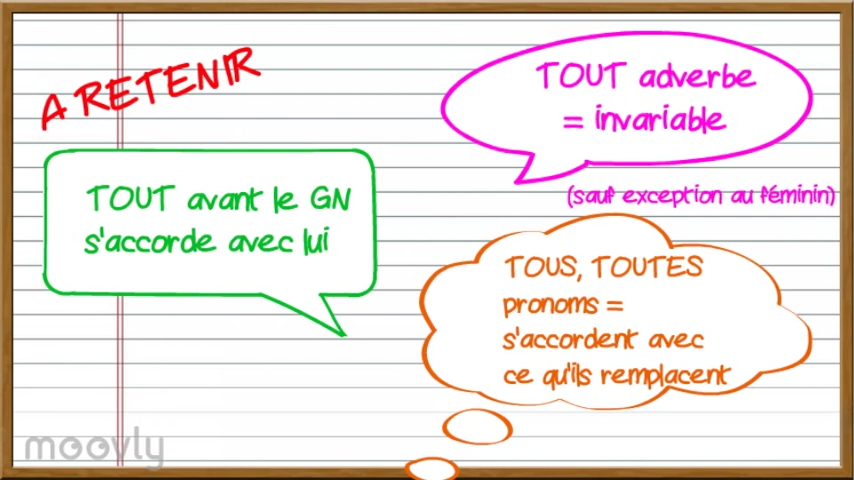 A RETENIR
TOUT adverbe
= invariable
(sauf exception au féminin)
TOUT avant le GN
s'accorde avec lui
TOUS, TOUTES
pronoms =
s'accordent avec
ce qu'ils remplacent
moovly